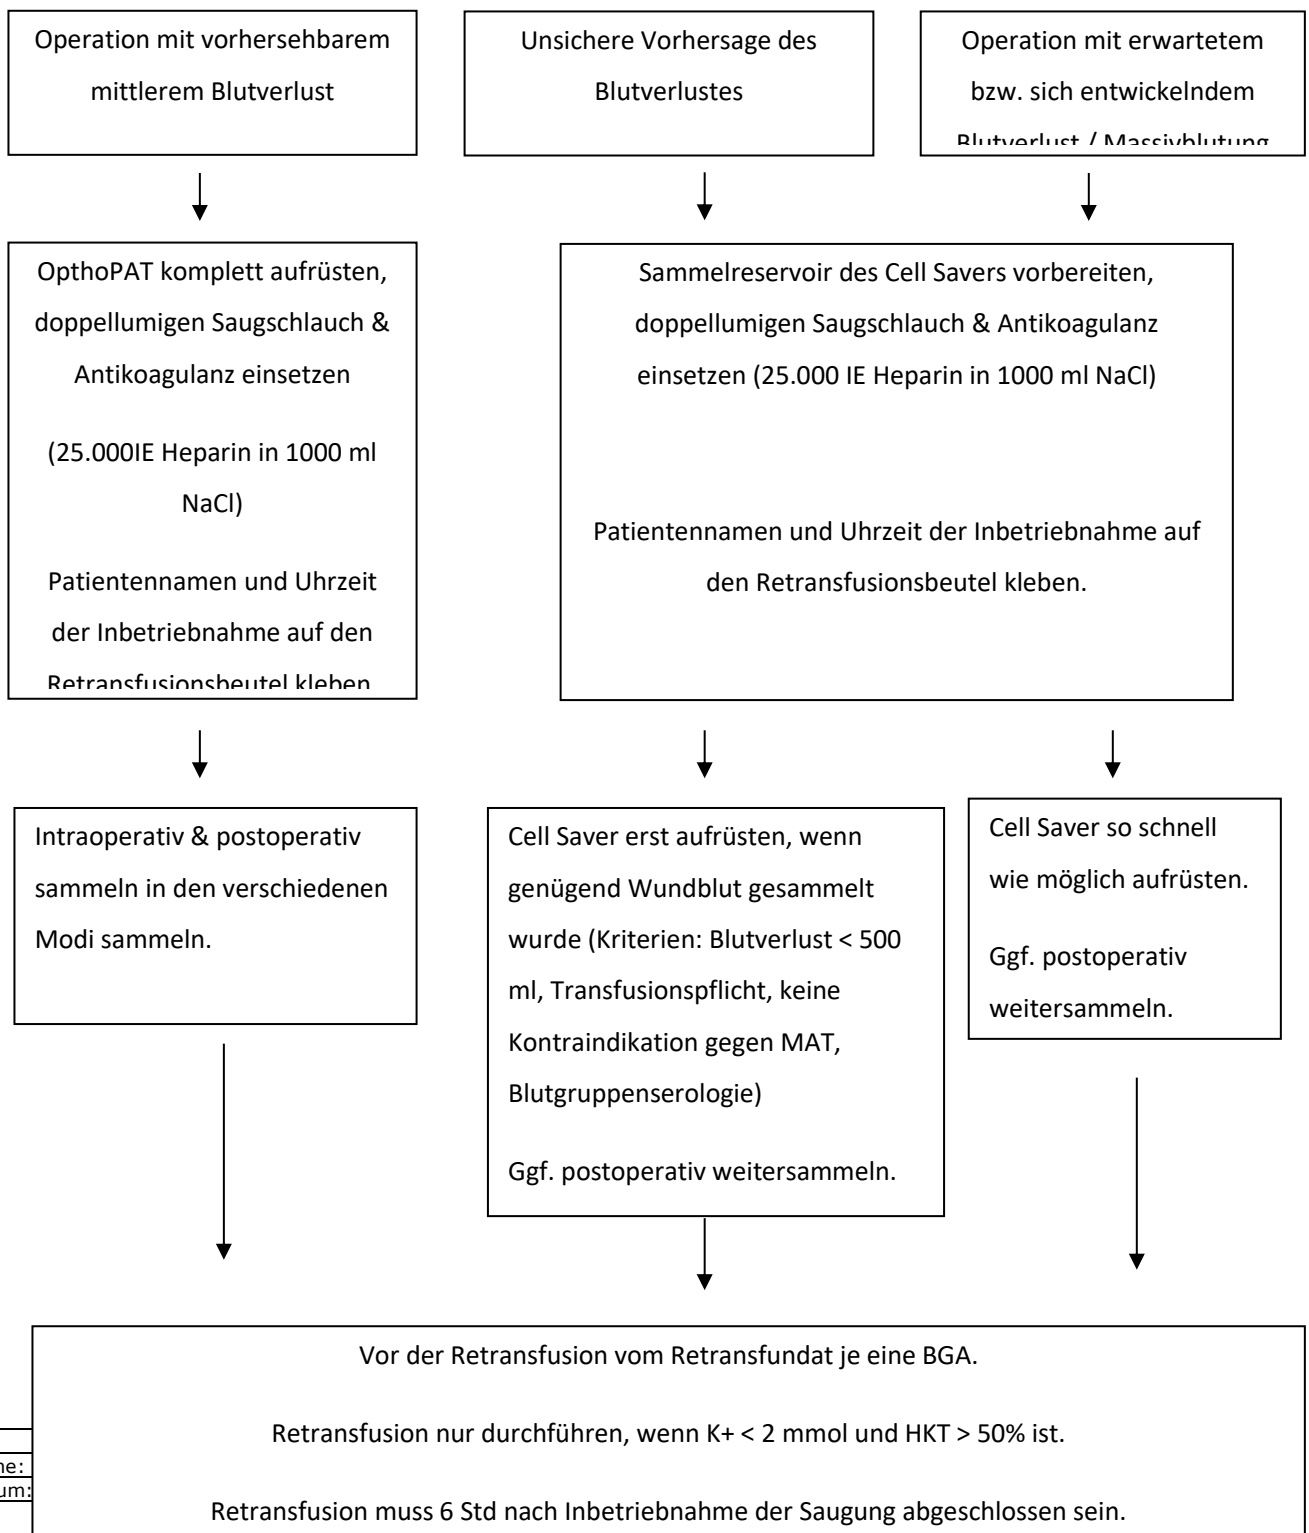 Operation mit vorhersehbarem
mittlerem Blutverlust
Unsichere Vorhersage des
Blutverlustes
Operation mit erwartetem
bzw. sich entwickelndem
Blutverlust / Massivblutung
OpthoPAT komplett aufrüsten,
doppellumigen Saugschlauch &
Antikoagulanz einsetzen
(25.000IE Heparin in 1000 ml
NaCl)
Patientennamen und Uhrzeit
der Inbetriebnahme auf den
Retransfusionsbeutel kleben
Sammelreservoir des Cell Savers vorbereiten,
doppellumigen Saugschlauch & Antikoagulanz
einsetzen (25.000 IE Heparin in 1000 ml NaCl)
Patientennamen und Uhrzeit der Inbetriebnahme auf
den Retransfusionsbeutel kleben.
Intraoperativ & postoperativ
sammeln in den verschiedenen
Modi sammeln.
Cell Saver erst aufrüsten, wenn
genügend Wundblut gesammelt
wurde (Kriterien: Blutverlust < 500
ml, Transfusionspflicht, keine
Kontraindikation gegen MAT,
Blutgruppenserologie)
Ggf. postoperativ weitersammeln.
Cell Saver so schnell
wie möglich aufrüsten.
Ggf. postoperativ
weitersammeln.
Vor der Retransfusion vom Retransfundat je eine BGA.
Retransfusion nur durchführen, wenn K+ < 2 mmol und HKT > 50% ist.
Retransfusion muss 6 Std nach Inbetriebnahme der Saugung abgeschlossen sein.